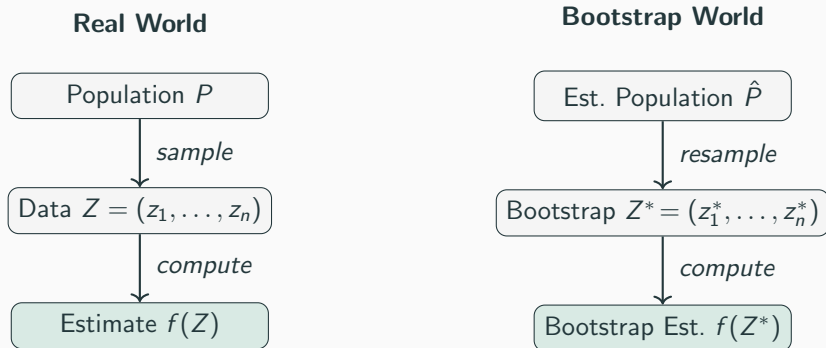 Real World
Population P
sample
Data Z = (z₁, . . . , zₙ)
compute
Estimate f(Z)
Bootstrap World
Est. Population P̂
resample
Bootstrap Z* = (z₁*, . . . , zₙ*)
compute
Bootstrap Est. f(Z*)